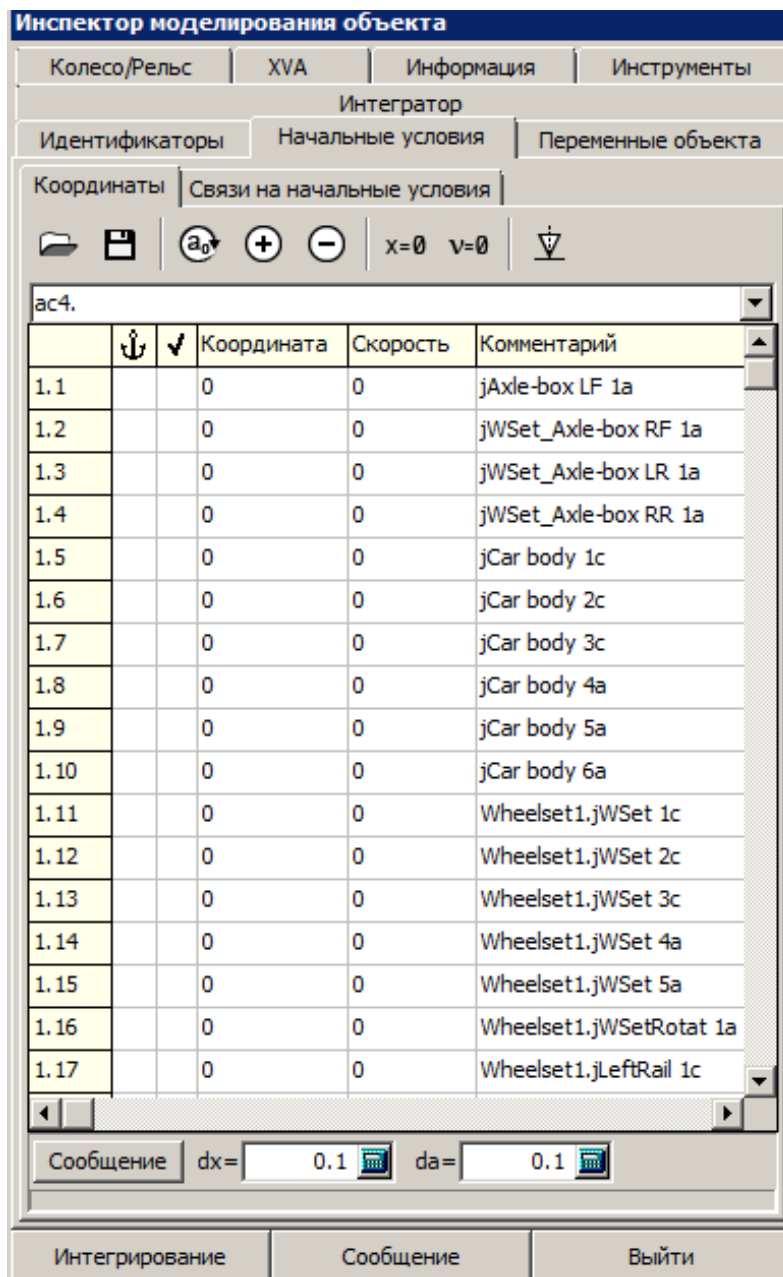 Инспектор моделирования объекта
Колесо/Рельс XVA Информация Инструменты
Интегратор
Идентификаторы Начальные условия Переменные объекта
Координаты Связи на начальные условия
a₀ x=0 v=0
ac4.
Координата Скорость Комментарий
1.1 0 0 jAxle-box LF 1a
1.2 0 0 jWSet_Axle-box RF 1a
1.3 0 0 jWSet_Axle-box LR 1a
1.4 0 0 jWSet_Axle-box RR 1a
1.5 0 0 jCar body 1c
1.6 0 0 jCar body 2c
1.7 0 0 jCar body 3c
1.8 0 0 jCar body 4a
1.9 0 0 jCar body 5a
1.10 0 0 jCar body 6a
1.11 0 0 Wheelset1.jWSet 1c
1.12 0 0 Wheelset1.jWSet 2c
1.13 0 0 Wheelset1.jWSet 3c
1.14 0 0 Wheelset1.jWSet 4a
1.15 0 0 Wheelset1.jWSet 5a
1.16 0 0 Wheelset1.jWSetRotat 1a
1.17 0 0 Wheelset1.jLeftRail 1c
Сообщение dx= 0.1 da= 0.1
Интегрирование Сообщение Выйти